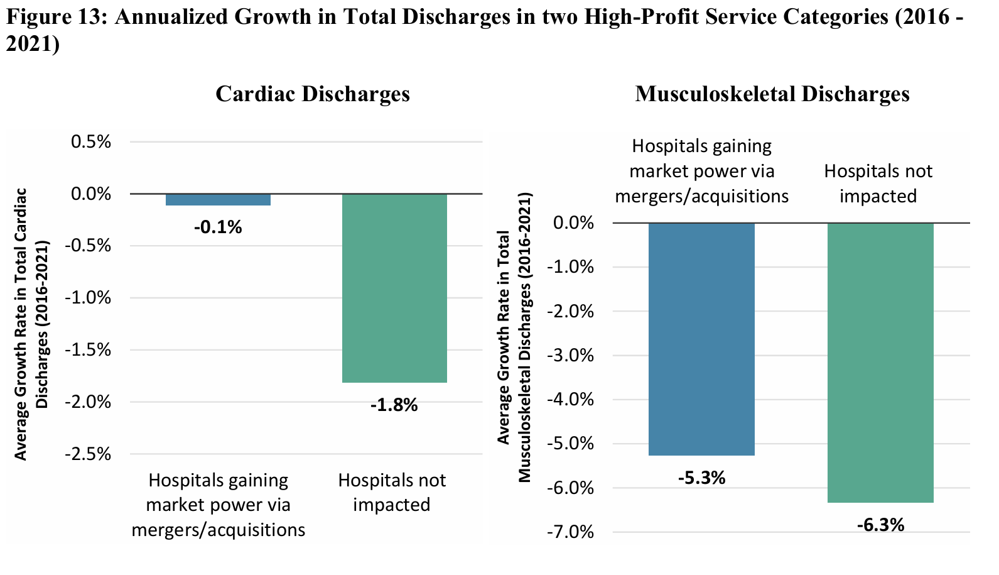 Figure 13: Annualized Growth in Total Discharges in two High-Profit Service Categories (2016 -
2021)
Cardiac Discharges
Average Growth Rate in Total Cardiac
Discharges (2016-2021)
0.5%
0.0%
-0.5%
-1.0%
-1.5%
-2.0%
-2.5%
-0.1%
-1.8%
Hospitals gaining
market power via
mergers/acquisitions
Hospitals not
impacted
Musculoskeletal Discharges
Average Growth Rate in Total
Musculoskeletal Discharges (2016-2021)
Hospitals gaining
market power via
mergers/acquisitions
Hospitals not
impacted
0.0%
-1.0%
-2.0%
-3.0%
-4.0%
-5.0%
-6.0%
-7.0%
-5.3%
-6.3%